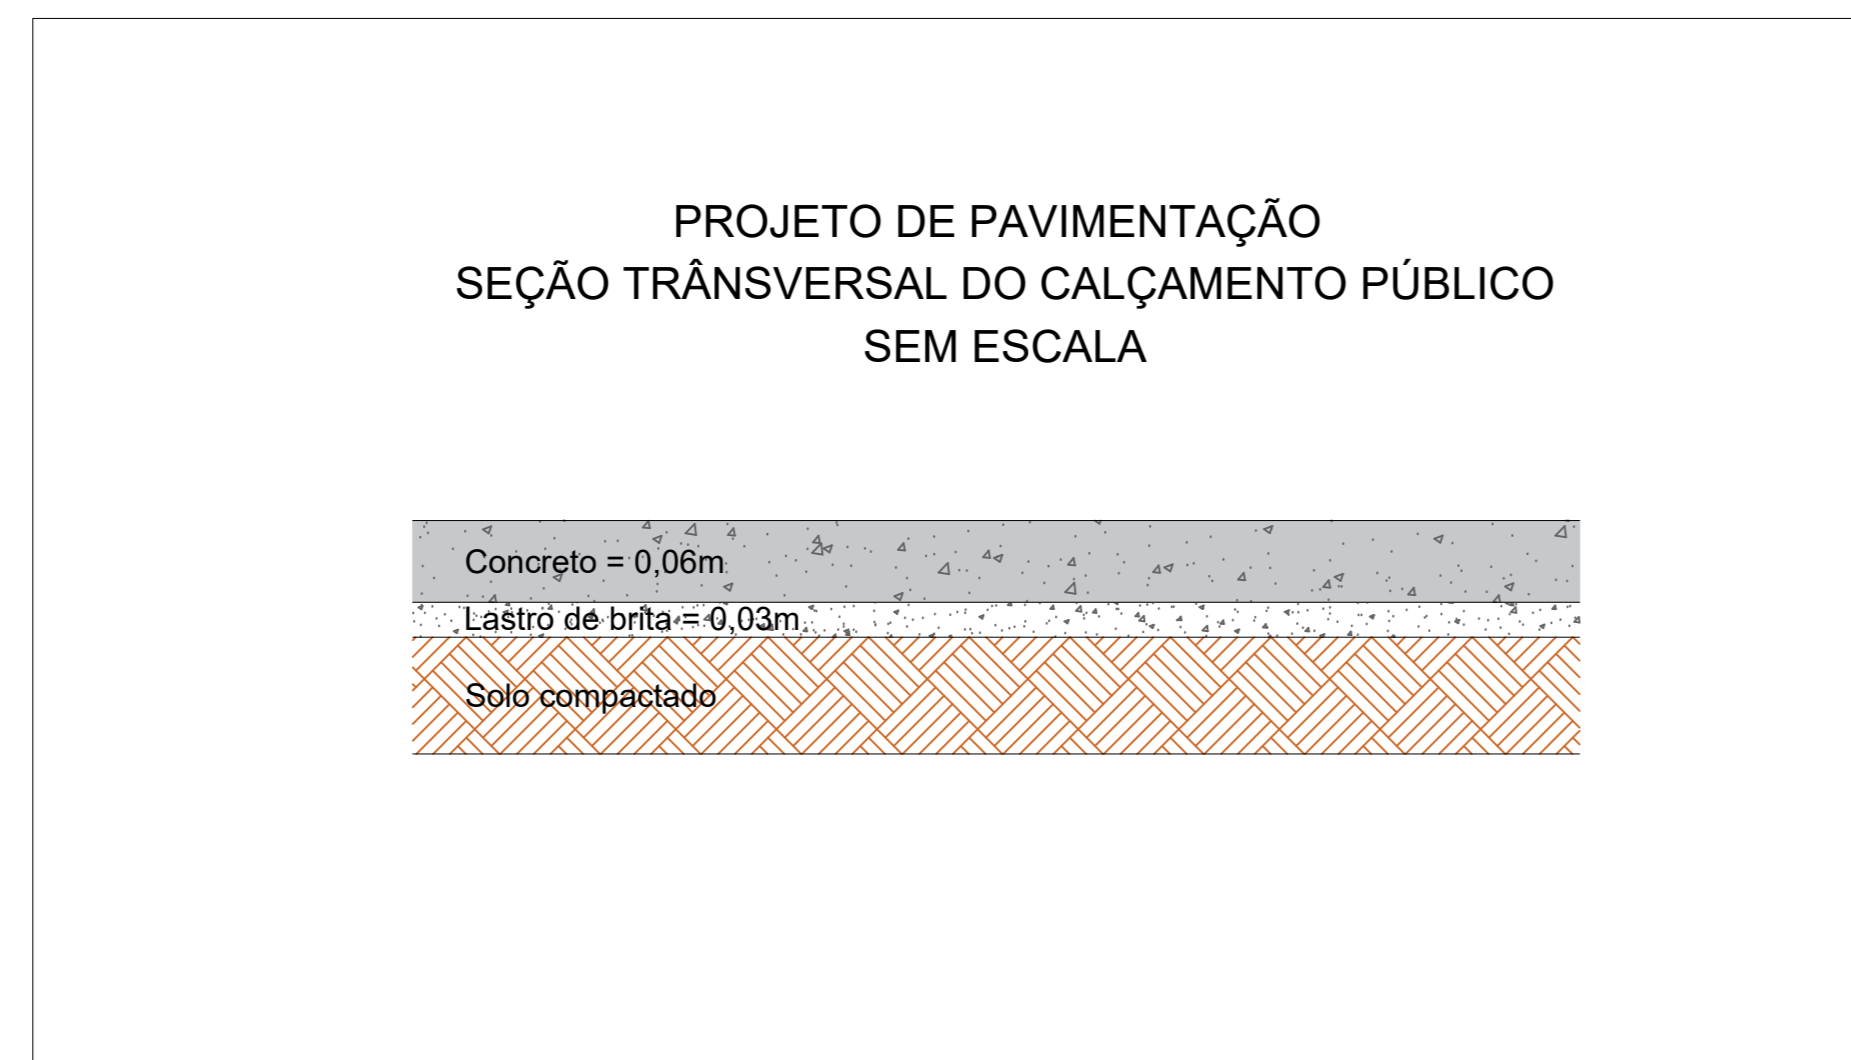 PROJETO DE PAVIMENTAÇÃO
SEÇÃO TRÂNSVERSAL DO CALÇAMENTO PÚBLICO
SEM ESCALA
Concreto = 0,06m
Lastro de brita = 0,03m
Solo compactado